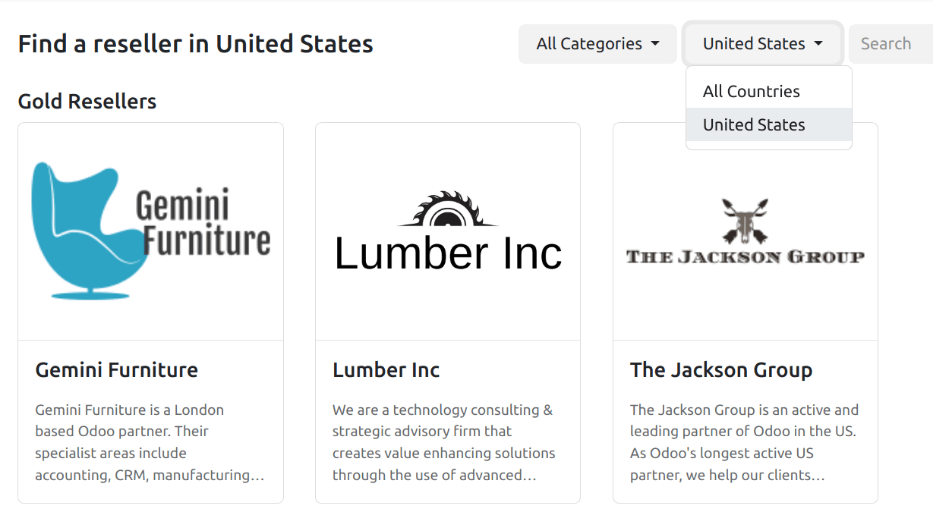 Find a reseller in United States
All Categories
United States
Search
All Countries
United States
Gold Resellers
Gemini
Furniture
Lumber Inc
THE JACKSON GROUP
Gemini Furniture
Gemini Furniture is a London
based Odoo partner. Their
specialist areas include
accounting, CRM, manufacturing…
Lumber Inc
We are a technology consulting &
strategic advisory firm that
creates value enhancing solutions
through the use of advanced…
The Jackson Group
The Jackson Group is an active and
leading partner of Odoo in the US.
As Odoo's longest active US
partner, we help our clients…